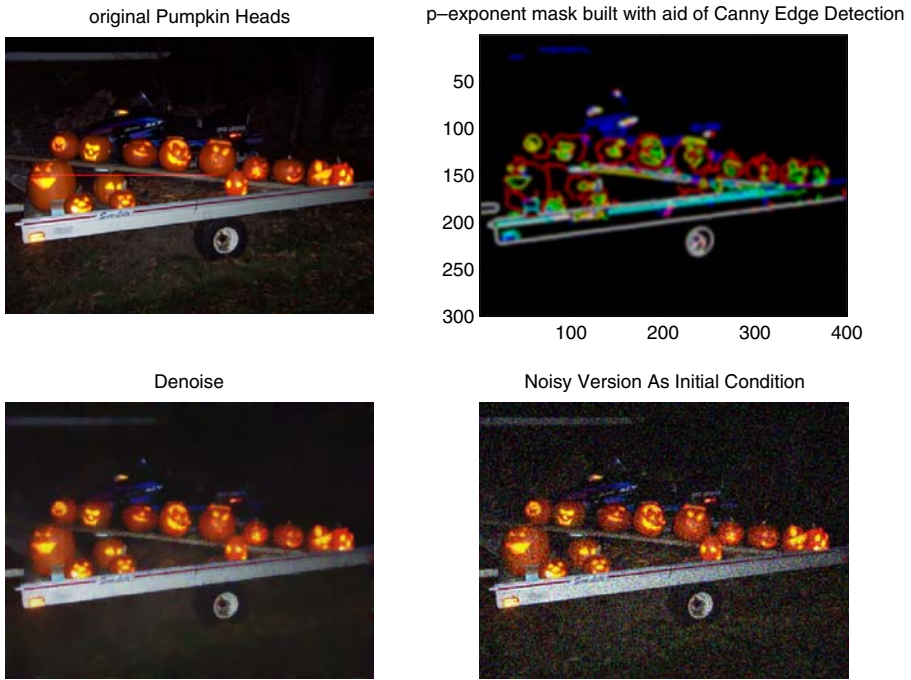 original Pumpkin Heads
p–exponent mask built with aid of Canny Edge Detection
50
100
150
200
250
300
100
200
300
400
Denoise
Noisy Version As Initial Condition